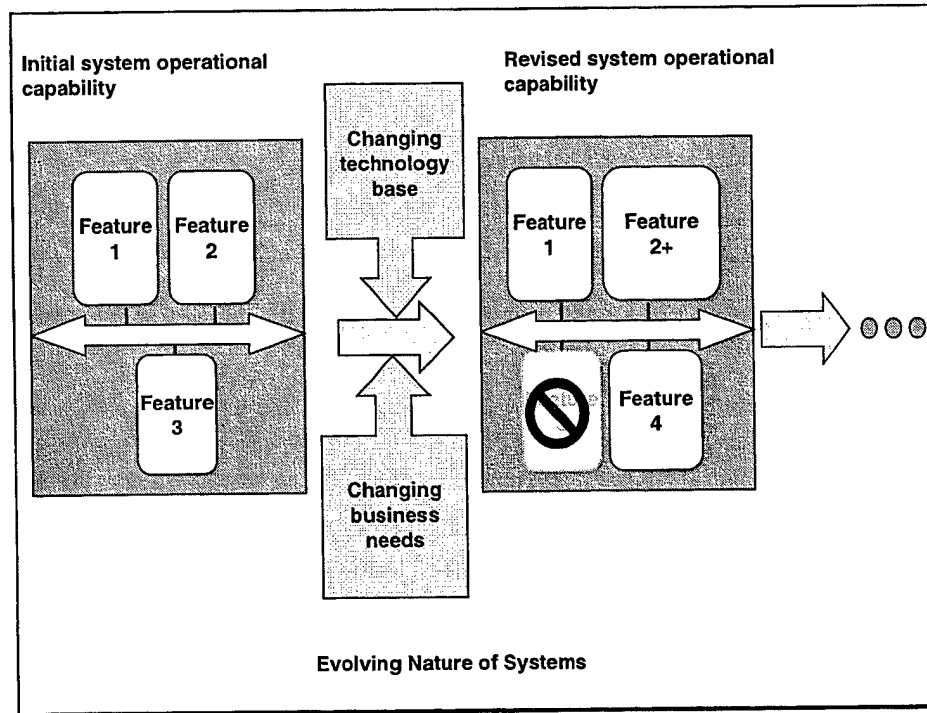 Initial system operational
capability
Revised system operational
capability
Changing
technology
base
Feature
1
Feature
2
Feature
3
Feature
1
Feature
2+
Feature
4
Changing
business
needs
Evolving Nature of Systems